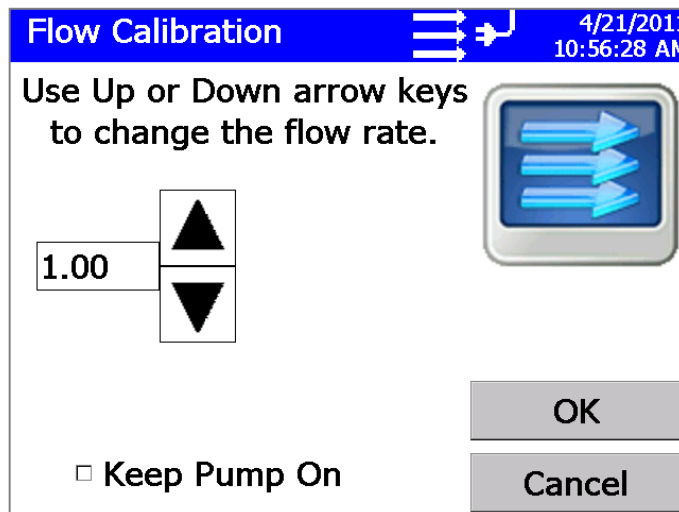 Flow Calibration
4/21/201
10:56:28 AM
Use Up or Down arrow keys
to change the flow rate.
1.00
OK
Keep Pump On
Cancel